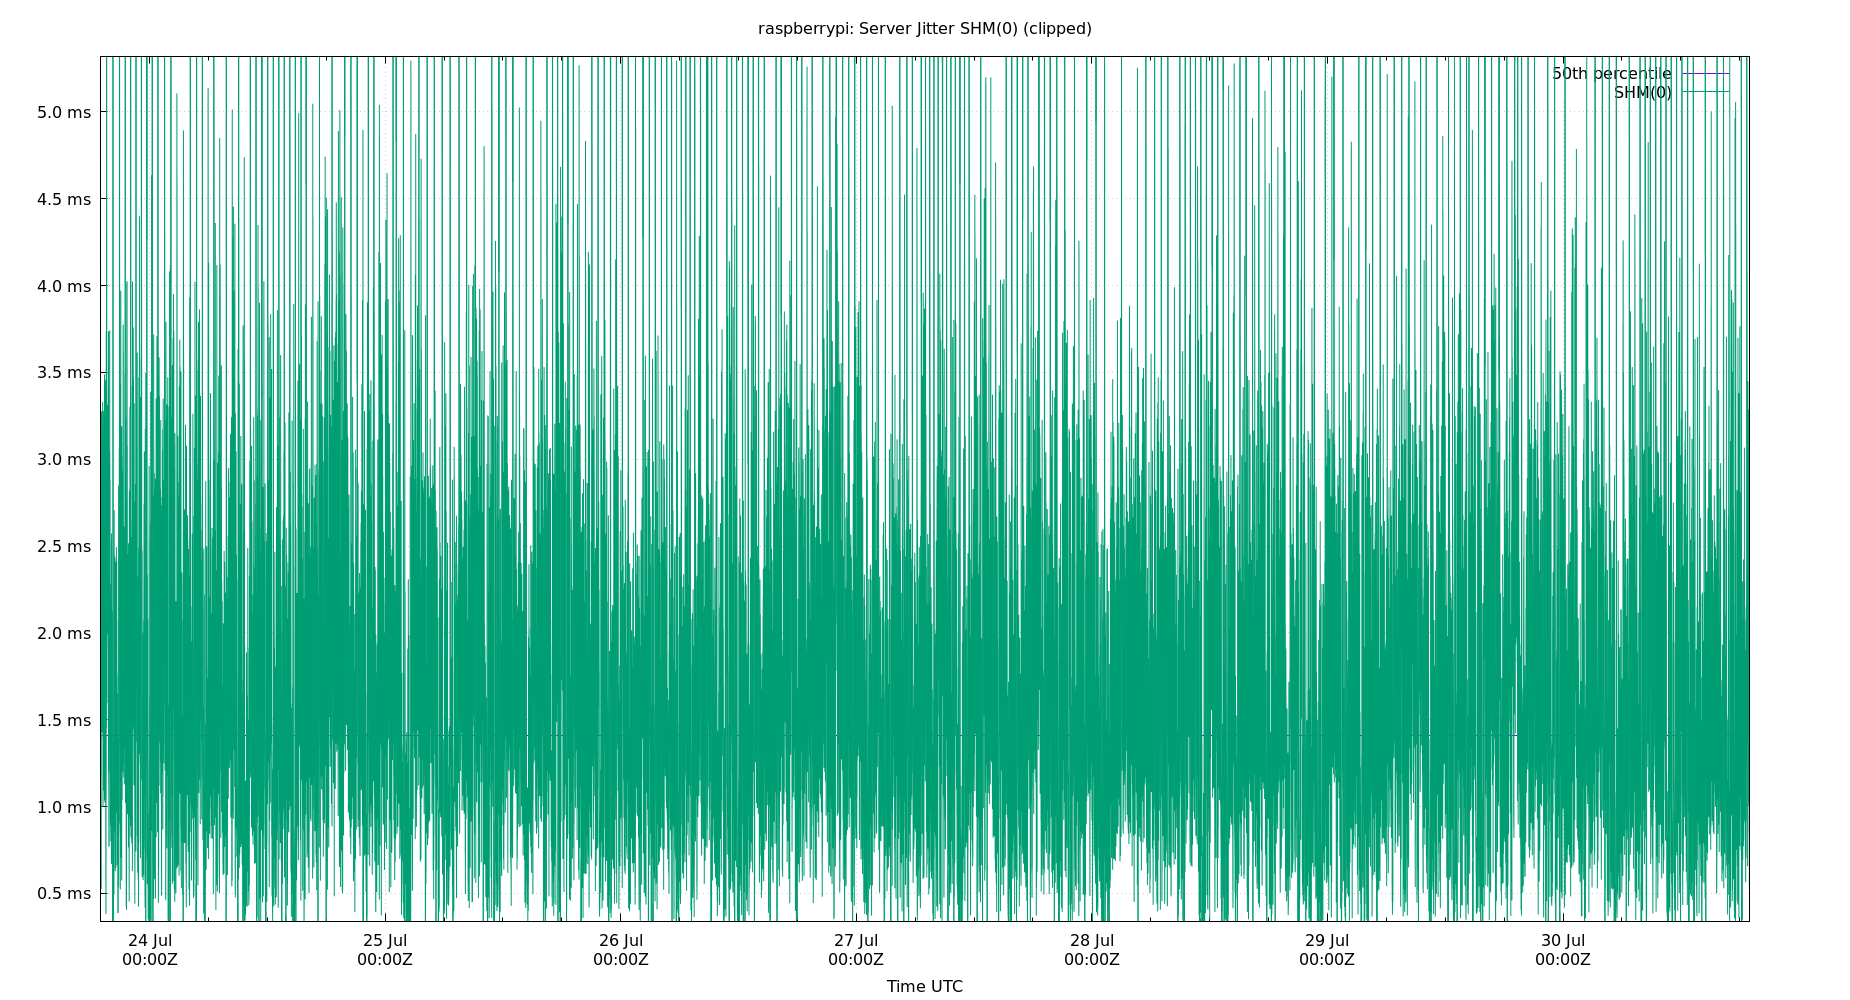 raspberrypi: Server Jitter SHM(0) (clipped)
50th percentile
SHM(0)
5.0 ms
4.5 ms
4.0 ms
3.5 ms
3.0 ms
2.5 ms
2.0 ms
1.5 ms
1.0 ms
0.5 ms
24 Jul 25 Jul 26 Jul 27 Jul 28 Jul 29 Jul 30 Jul
00:00Z 00:00Z 00:00Z 00:00Z 00:00Z 00:00Z 00:00Z
Time UTC